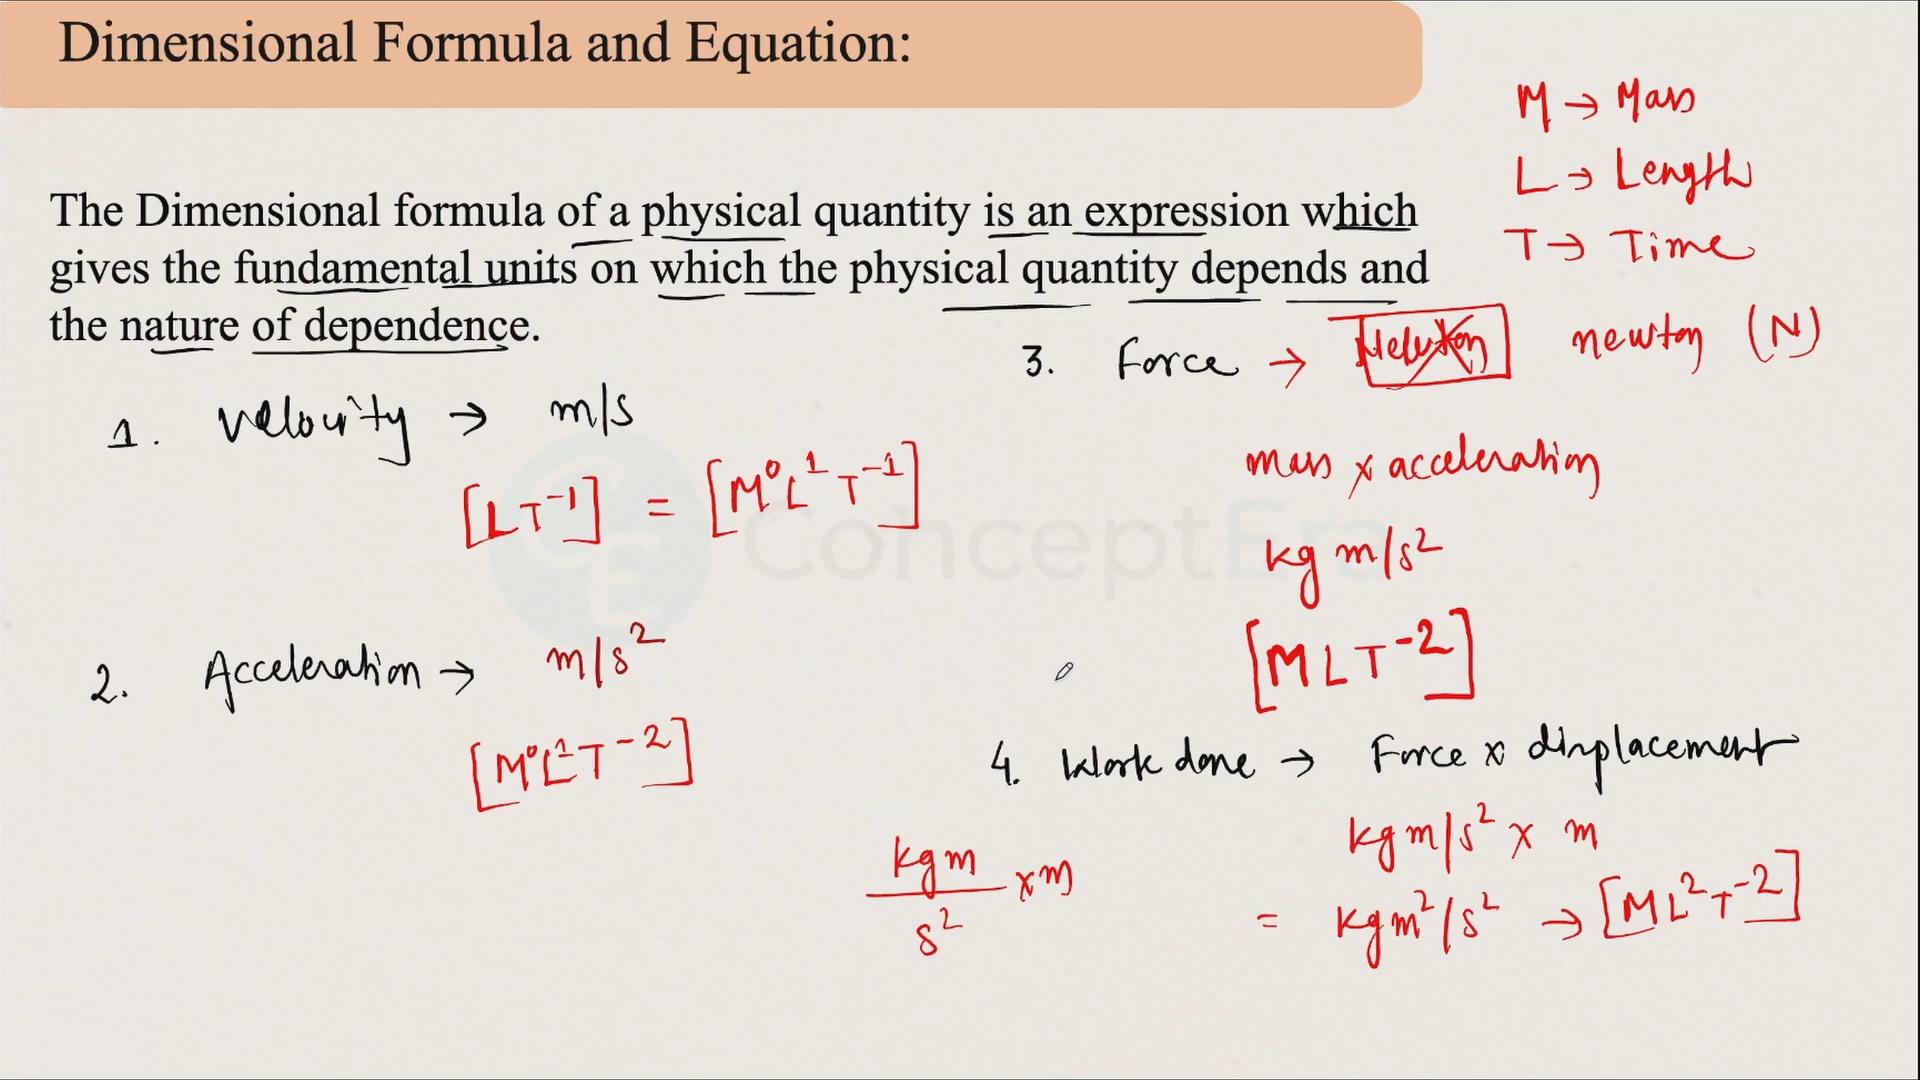 Dimensional Formula and Equation:
M → Mass
L → Length
T → Time
The Dimensional formula of a physical quantity is an expression which
gives the fundamental units on which the physical quantity depends and
the nature of dependence.
1. Velocity → m/s
[LT⁻¹] = [M⁰L¹T⁻¹]
2. Acceleration → m/s²
[M⁰L¹T⁻²]
3. Force → Newton newton (N)
mass × acceleration
kg m/s²
[MLT⁻²]
4. Work done → Force × displacement
kgm/s² × m
kgm/s² × m
= kgm²/s² → [ML²T⁻²]
ConceptEra